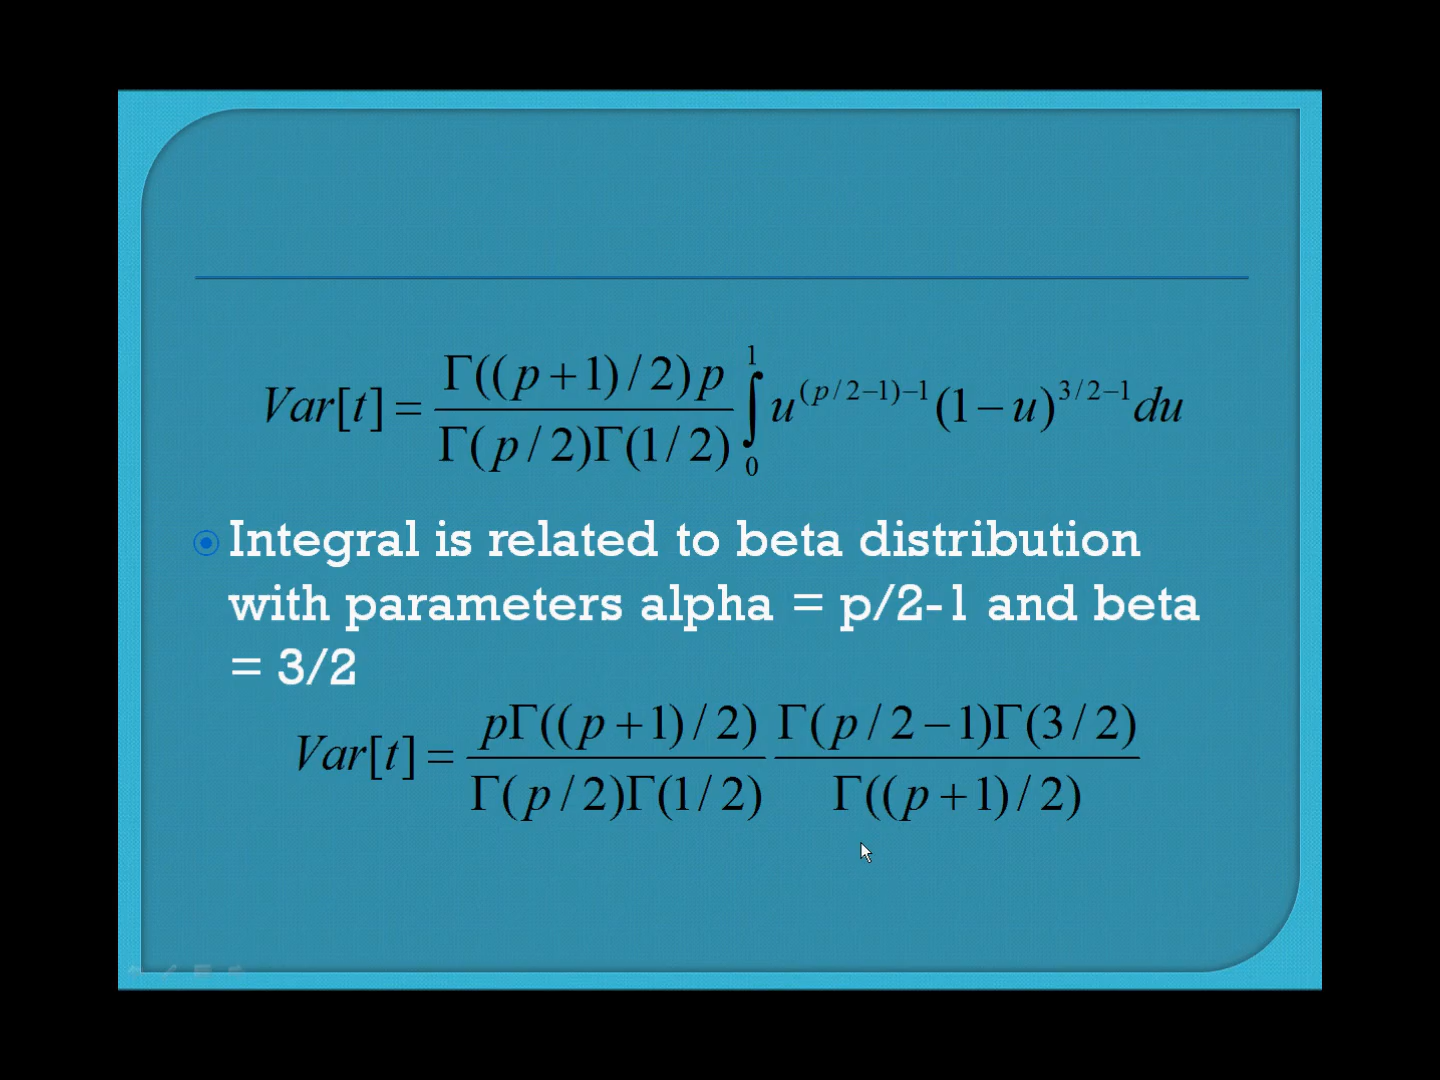 Var[t] = Γ((p+1)/2)p / Γ(p/2)Γ(1/2) ∫₀¹ u^{(p/2−1)−1}(1−u)^{3/2−1}du
Integral is related to beta distribution
with parameters alpha = p/2-1 and beta
= 3/2
Var[t] = pΓ((p+1)/2) / Γ(p/2)Γ(1/2) Γ(p/2−1)Γ(3/2) / Γ((p+1)/2)